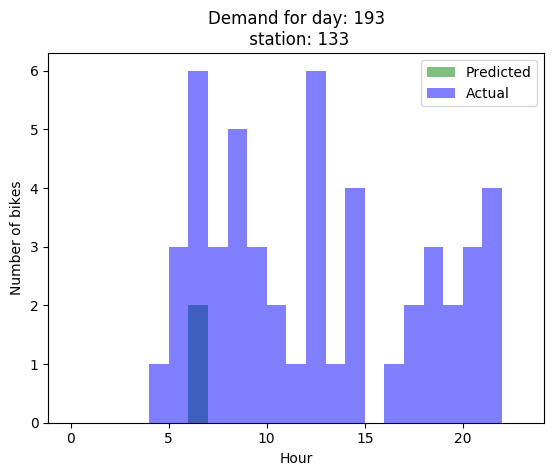 Demand for day: 193
station: 133
Predicted
Actual
Number of bikes
6
5
4
3
2
1
0
0
5
10
15
20
Hour